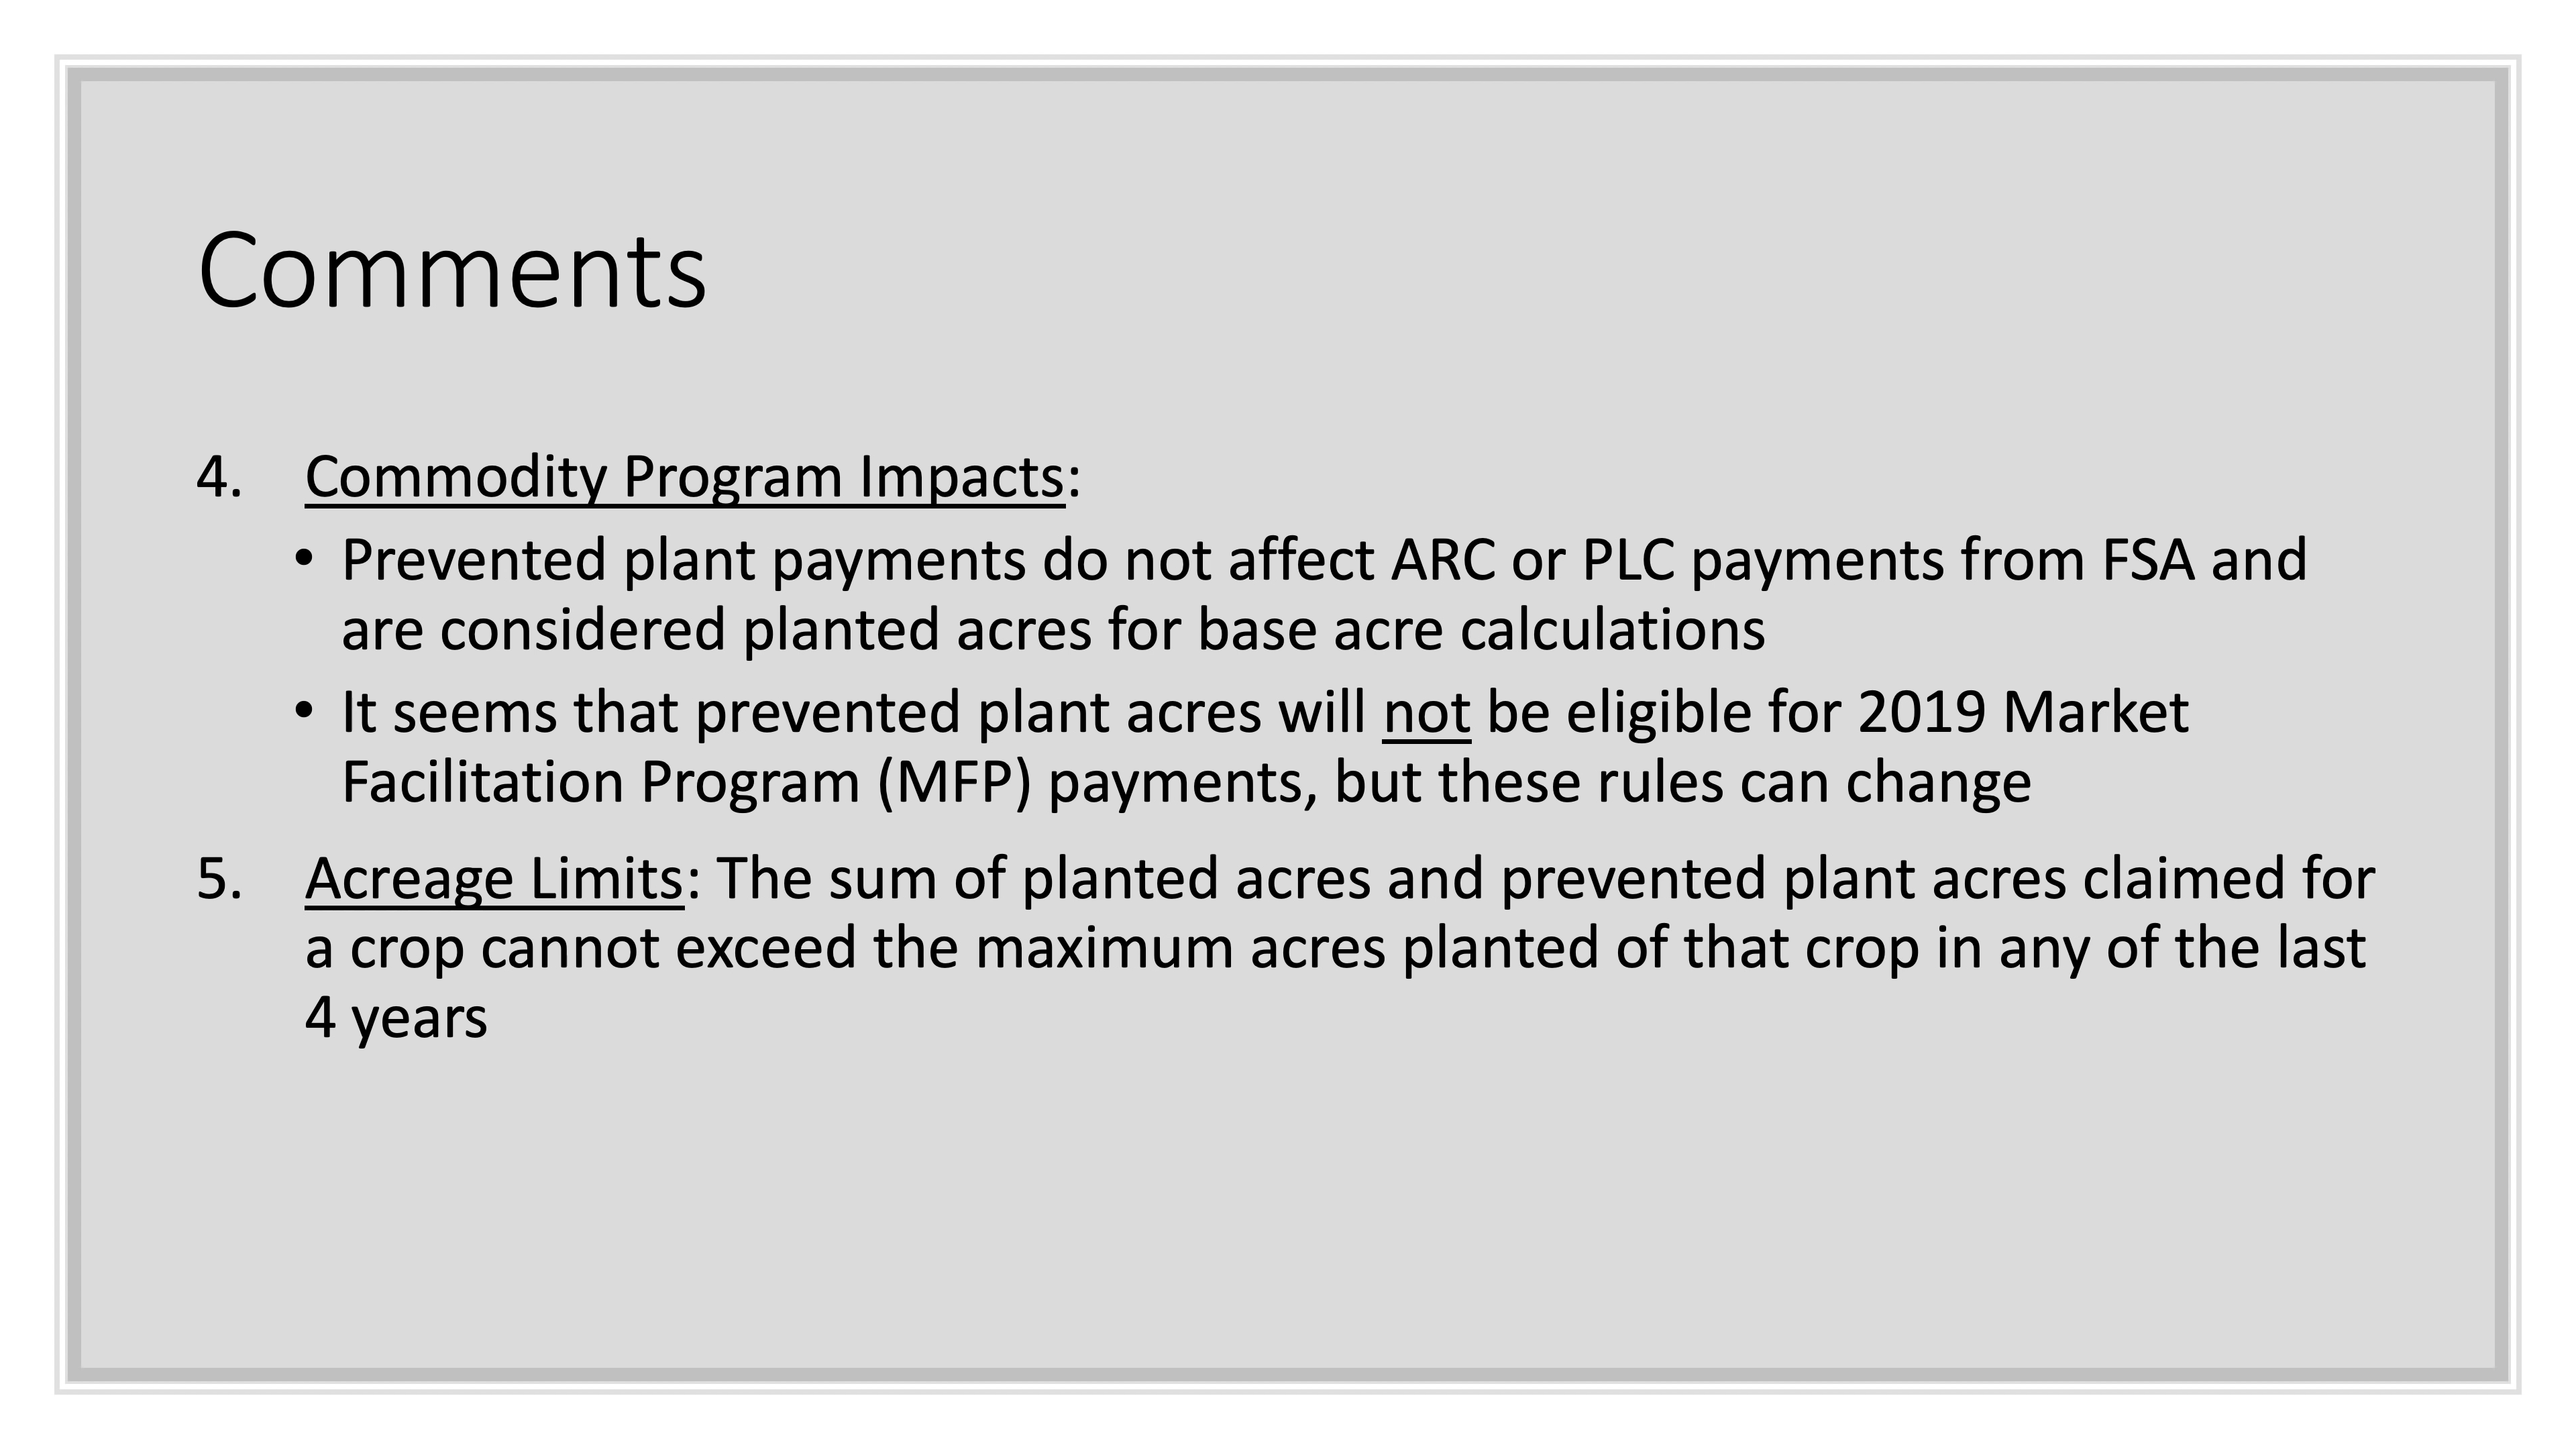 Comments
4. Commodity Program Impacts:
• Prevented plant payments do not affect ARC or PLC payments from FSA and
are considered planted acres for base acre calculations
• It seems that prevented plant acres will not be eligible for 2019 Market
Facilitation Program (MFP) payments, but these rules can change
5. Acreage Limits: The sum of planted acres and prevented plant acres claimed for
a crop cannot exceed the maximum acres planted of that crop in any of the last
4 years